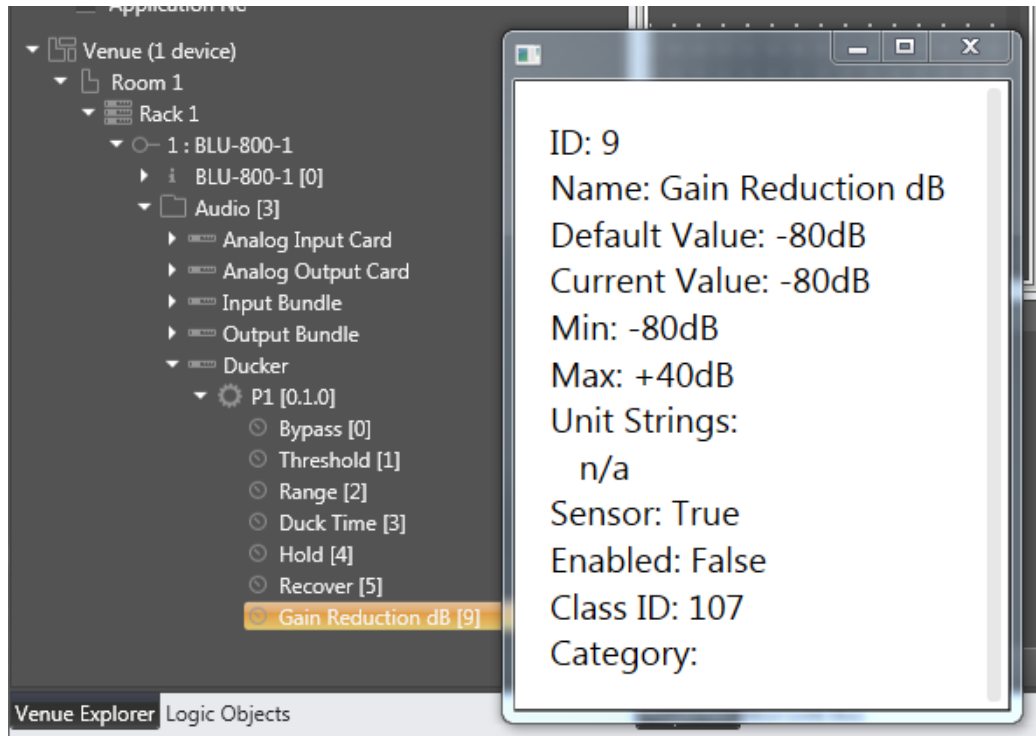 Application Nc
Venue (1 device)
Room 1
Rack 1
1 : BLU-800-1
i BLU-800-1 [0]
Audio [3]
Analog Input Card
Analog Output Card
Input Bundle
Output Bundle
Ducker
P1 [0.1.0]
Bypass [0]
Threshold [1]
Range [2]
Duck Time [3]
Hold [4]
Recover [5]
Gain Reduction dB [9]
Venue Explorer
Logic Objects
ID: 9
Name: Gain Reduction dB
Default Value: -80dB
Current Value: -80dB
Min: -80dB
Max: +40dB
Unit Strings:
n/a
Sensor: True
Enabled: False
Class ID: 107
Category: